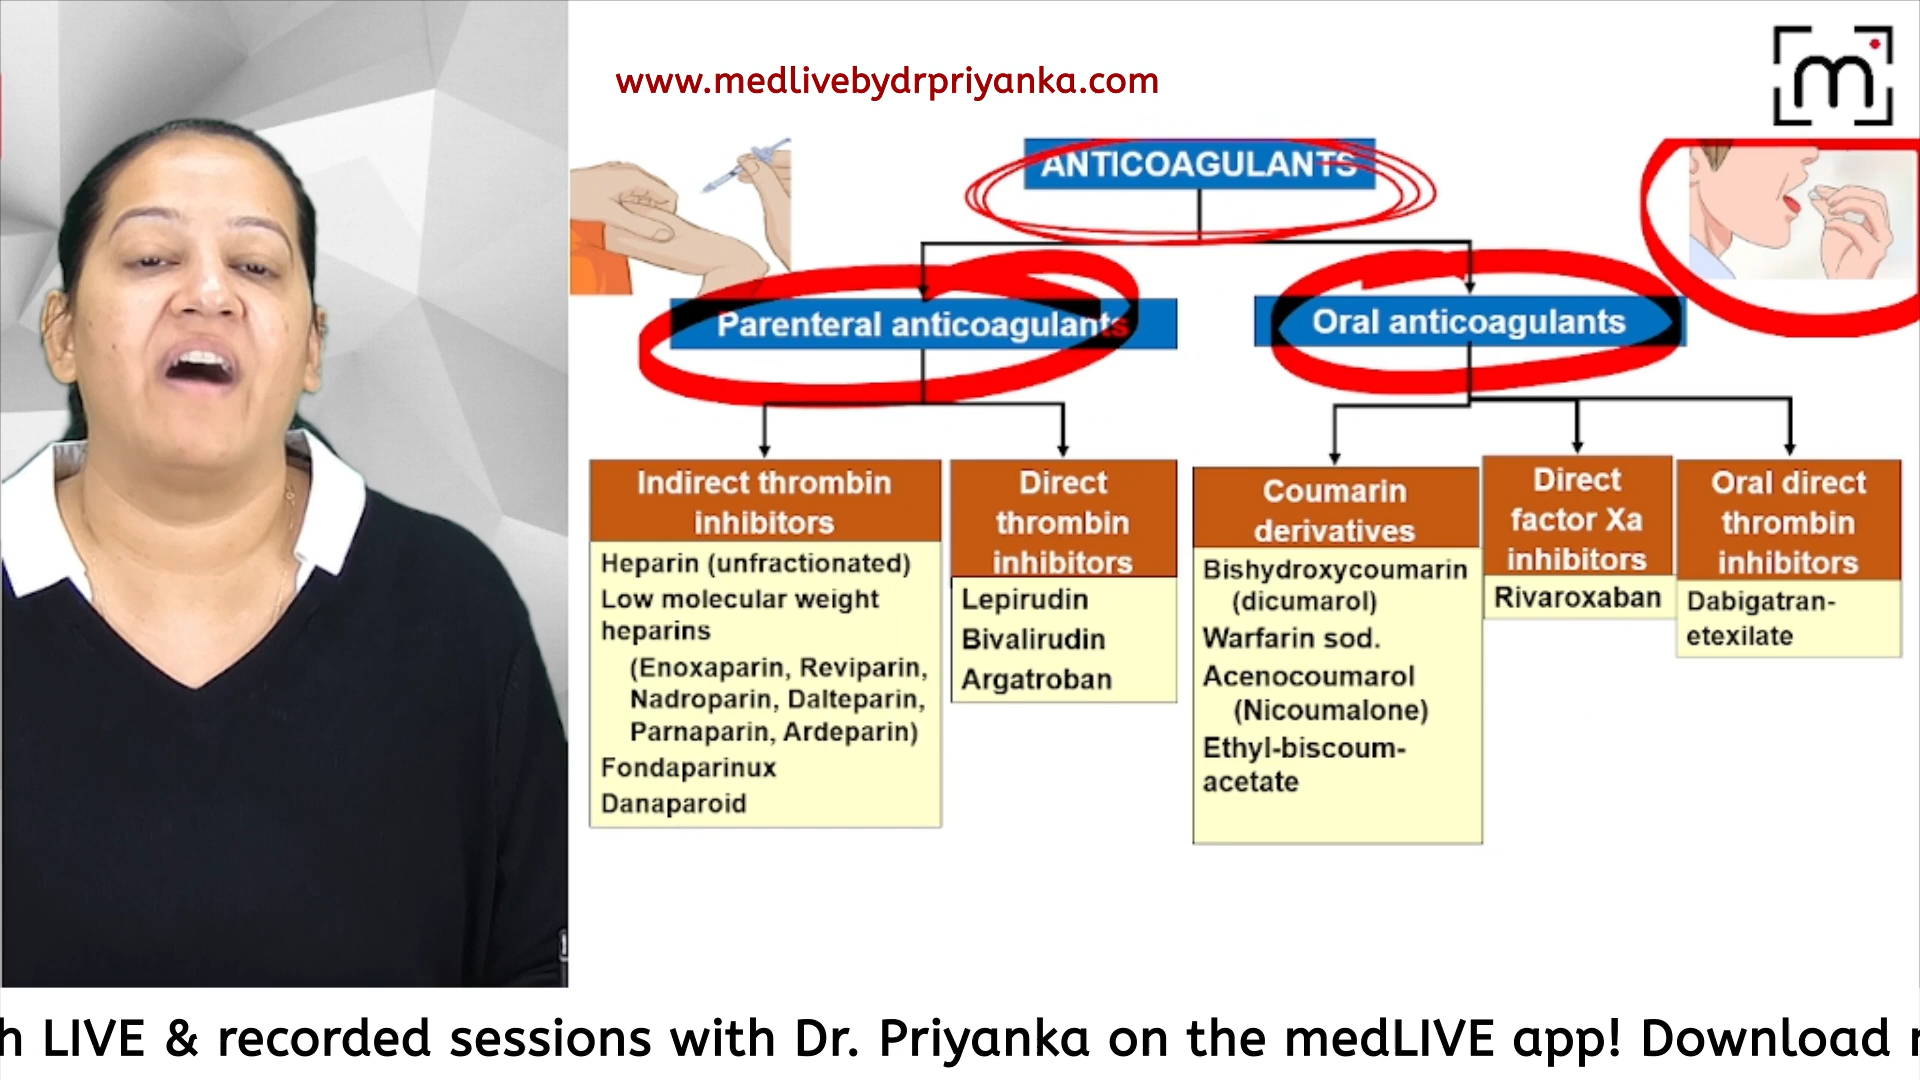 www.medlivebydrpriyanka.com
m
ANTICOAGULANTS
Parenteral anticoagulants
Oral anticoagulants
Indirect thrombin
inhibitors
Heparin (unfractionated)
Low molecular weight
heparins
(Enoxaparin, Reviparin,
Nadroparin, Dalteparin,
Parnaparin, Ardeparin)
Fondaparinux
Danaparoid
Direct
thrombin
inhibitors
Lepirudin
Bivalirudin
Argatroban
Coumarin
derivatives
Bishydroxycoumarin
(dicumarol)
Warfarin sod.
Acenocoumarol
(Nicoumalone)
Ethyl-biscoum-
acetate
Direct
factor Xa
inhibitors
Rivaroxaban
Oral direct
thrombin
inhibitors
Dabigatran-
etexilate
h LIVE & recorded sessions with Dr. Priyanka on the medLIVE app! Download